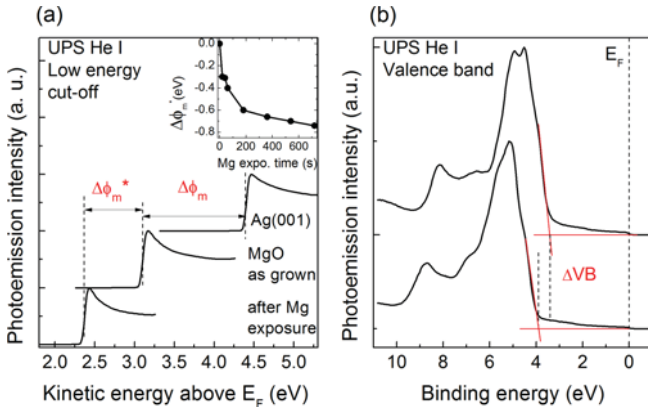 (a)
UPS He I
Low energy
cut-off
Δϕm*(eV)
0.0
-0.2
-0.4
-0.6
-0.8
0 200 400 600
Mg expo. time (s)
Δϕm*
Δϕm
Ag(001)
MgO
as grown
after Mg
exposure
Photoemission intensity (a. u.)
2.0 2.5 3.0 3.5 4.0 4.5 5.0
Kinetic energy above EF (eV)
(b)
UPS He I
Valence band
EF
ΔVB
Photoemission intensity (a. u.)
10 8 6 4 2 0
Binding energy (eV)